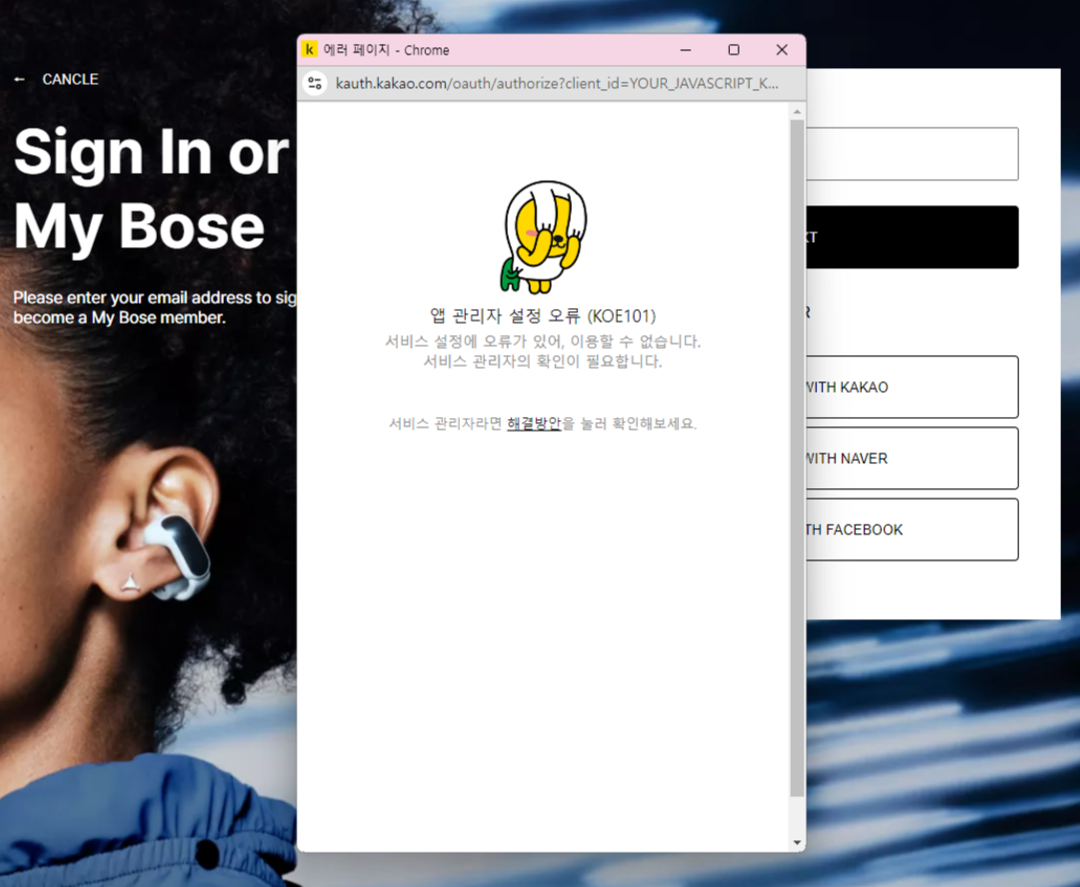 ← CANCLE
Sign In or
My Bose
Please enter your email address to sig
become a My Bose member.
k 에러 페이지 - Chrome
kauth.kakao.com/oauth/authorize?client_id=YOUR_JAVASCRIPT_K...
앱 관리자 설정 오류 (KOE101)
서비스 설정에 오류가 있어, 이용할 수 없습니다.
서비스 관리자의 확인이 필요합니다.
서비스 관리자라면 해결방안을 눌러 확인해보세요.
XT
R
WITH KAKAO
WITH NAVER
TH FACEBOOK